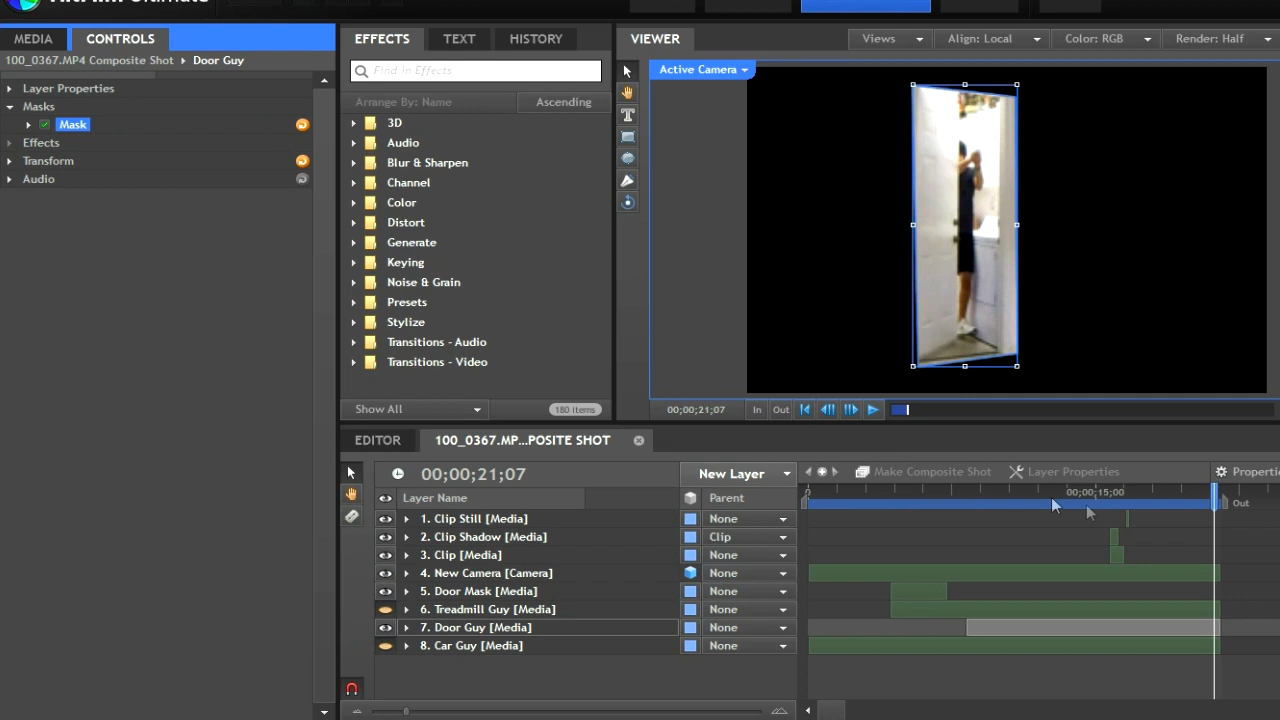 HitFilm Ultimate
MEDIA
CONTROLS
EFFECTS
TEXT
HISTORY
VIEWER
Views
Align: Local
Color: RGB
Render: Half
100_0367.MP4 Composite Shot
Door Guy
Active Camera
Find in Effects
Layer Properties
Masks
Mask
Effects
Transform
Audio
Arrange By: Name
Ascending
3D
Audio
Blur & Sharpen
Channel
Color
Distort
Generate
Keying
Noise & Grain
Presets
Stylize
Transitions - Audio
Transitions - Video
Show All
180 items
00;00;21;07
In
Out
EDITOR
100_0367.MP...POSITE SHOT
00;00;21;07
New Layer
Make Composite Shot
Layer Properties
Properti
Layer Name
Parent
0
00;00;15;00
Out
1. Clip Still [Media]
None
2. Clip Shadow [Media]
Clip
3. Clip [Media]
None
4. New Camera [Camera]
None
5. Door Mask [Media]
None
6. Treadmill Guy [Media]
None
7. Door Guy [Media]
None
8. Car Guy [Media]
None